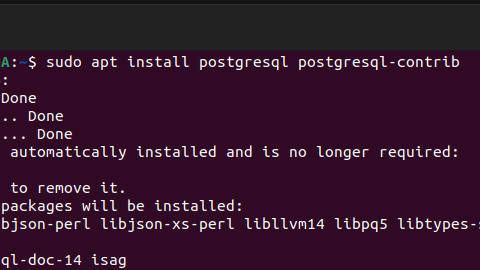 A:~$ sudo apt install postgresql postgresql-contrib
:
Done
.. Done
... Done
automatically installed and is no longer required:
to remove it.
packages will be installed:
bjson-perl libjson-xs-perl libllvm14 libpq5 libtypes-s
ql-doc-14 isag